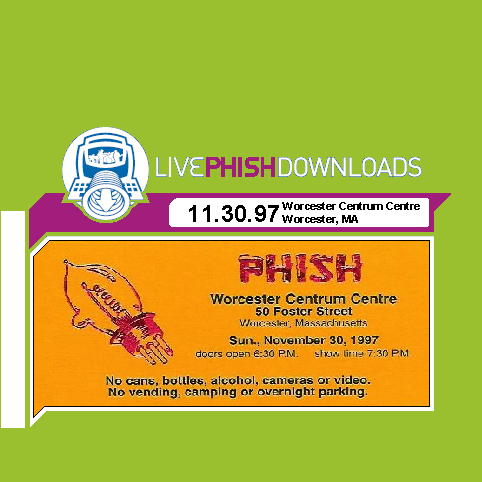 LIVEPHISHDOWNLOADS
11.30.97 Worcester Centrum Centre
Worcester, MA
PHISH
Worcester Centrum Centre
50 Foster Street
Worcester, Massachusetts
Sun., November 30, 1997
doors open 6:30 P.M. show time 7:30 P.M.
No cans, bottles, alcohol, cameras or video.
No vending, camping or overnight parking.